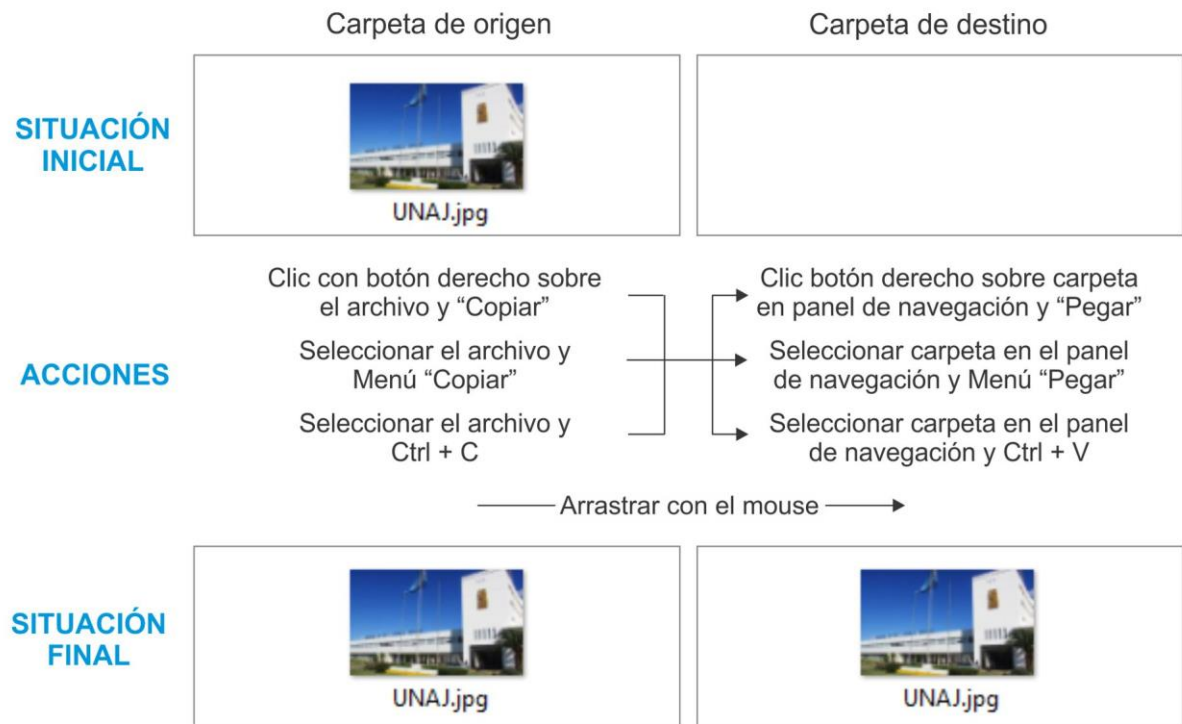 Carpeta de origen
Carpeta de destino
SITUACIÓN
INICIAL
UNAJ.jpg
ACCIONES
Clic con botón derecho sobre
el archivo y “Copiar”
Seleccionar el archivo y
Menú “Copiar”
Seleccionar el archivo y
Ctrl + C
Clic botón derecho sobre carpeta
en panel de navegación y “Pegar”
Seleccionar carpeta en el panel
de navegación y Menú “Pegar”
Seleccionar carpeta en el panel
de navegación y Ctrl + V
Arrastrar con el mouse
SITUACIÓN
FINAL
UNAJ.jpg
UNAJ.jpg